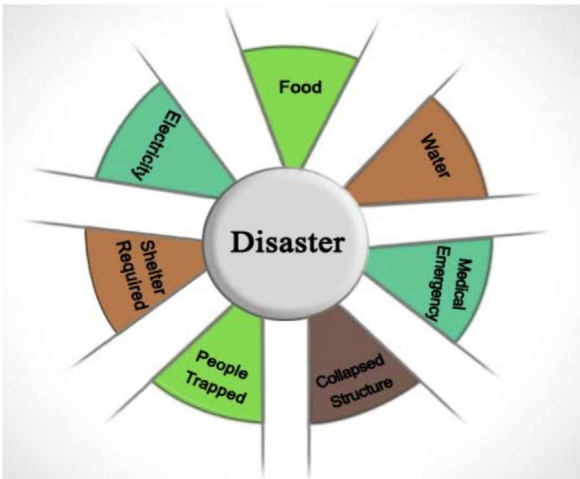 Food
Water
Medical
Emergency
Collapsed
Structure
People
Trapped
Shelter
Required
Electricity
Disaster